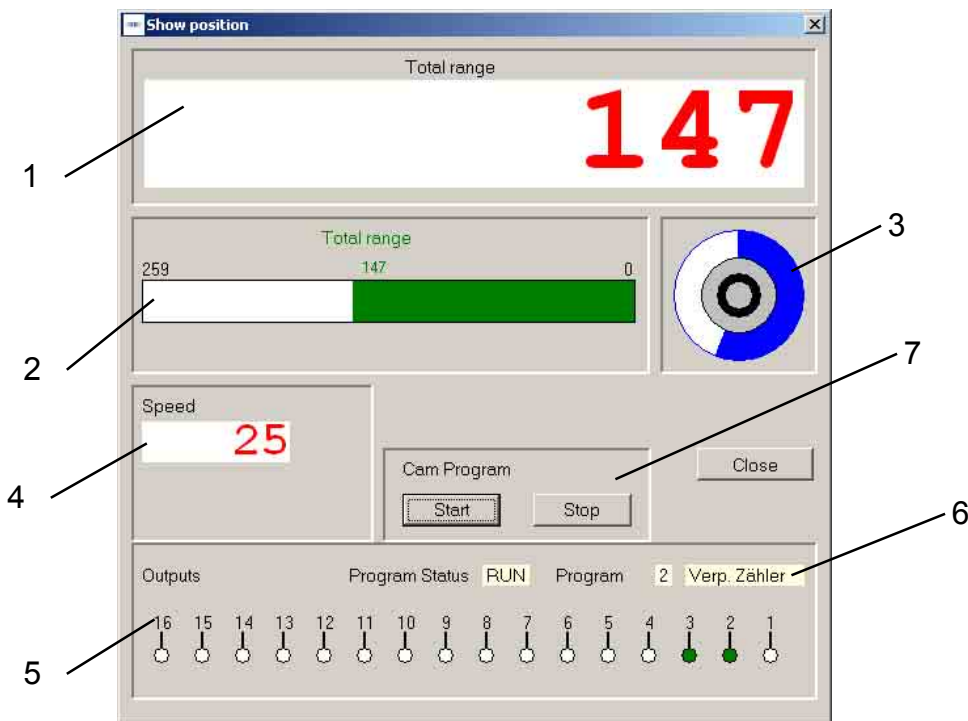 Show position
Total range
147
1
Total range
259 147 0
2
3
Speed
25
4
Cam Program
Start Stop
7
Close
Outputs Program Status RUN Program 2 Verp. Zähler
6
16 15 14 13 12 11 10 9 8 7 6 5 4 3 2 1
5